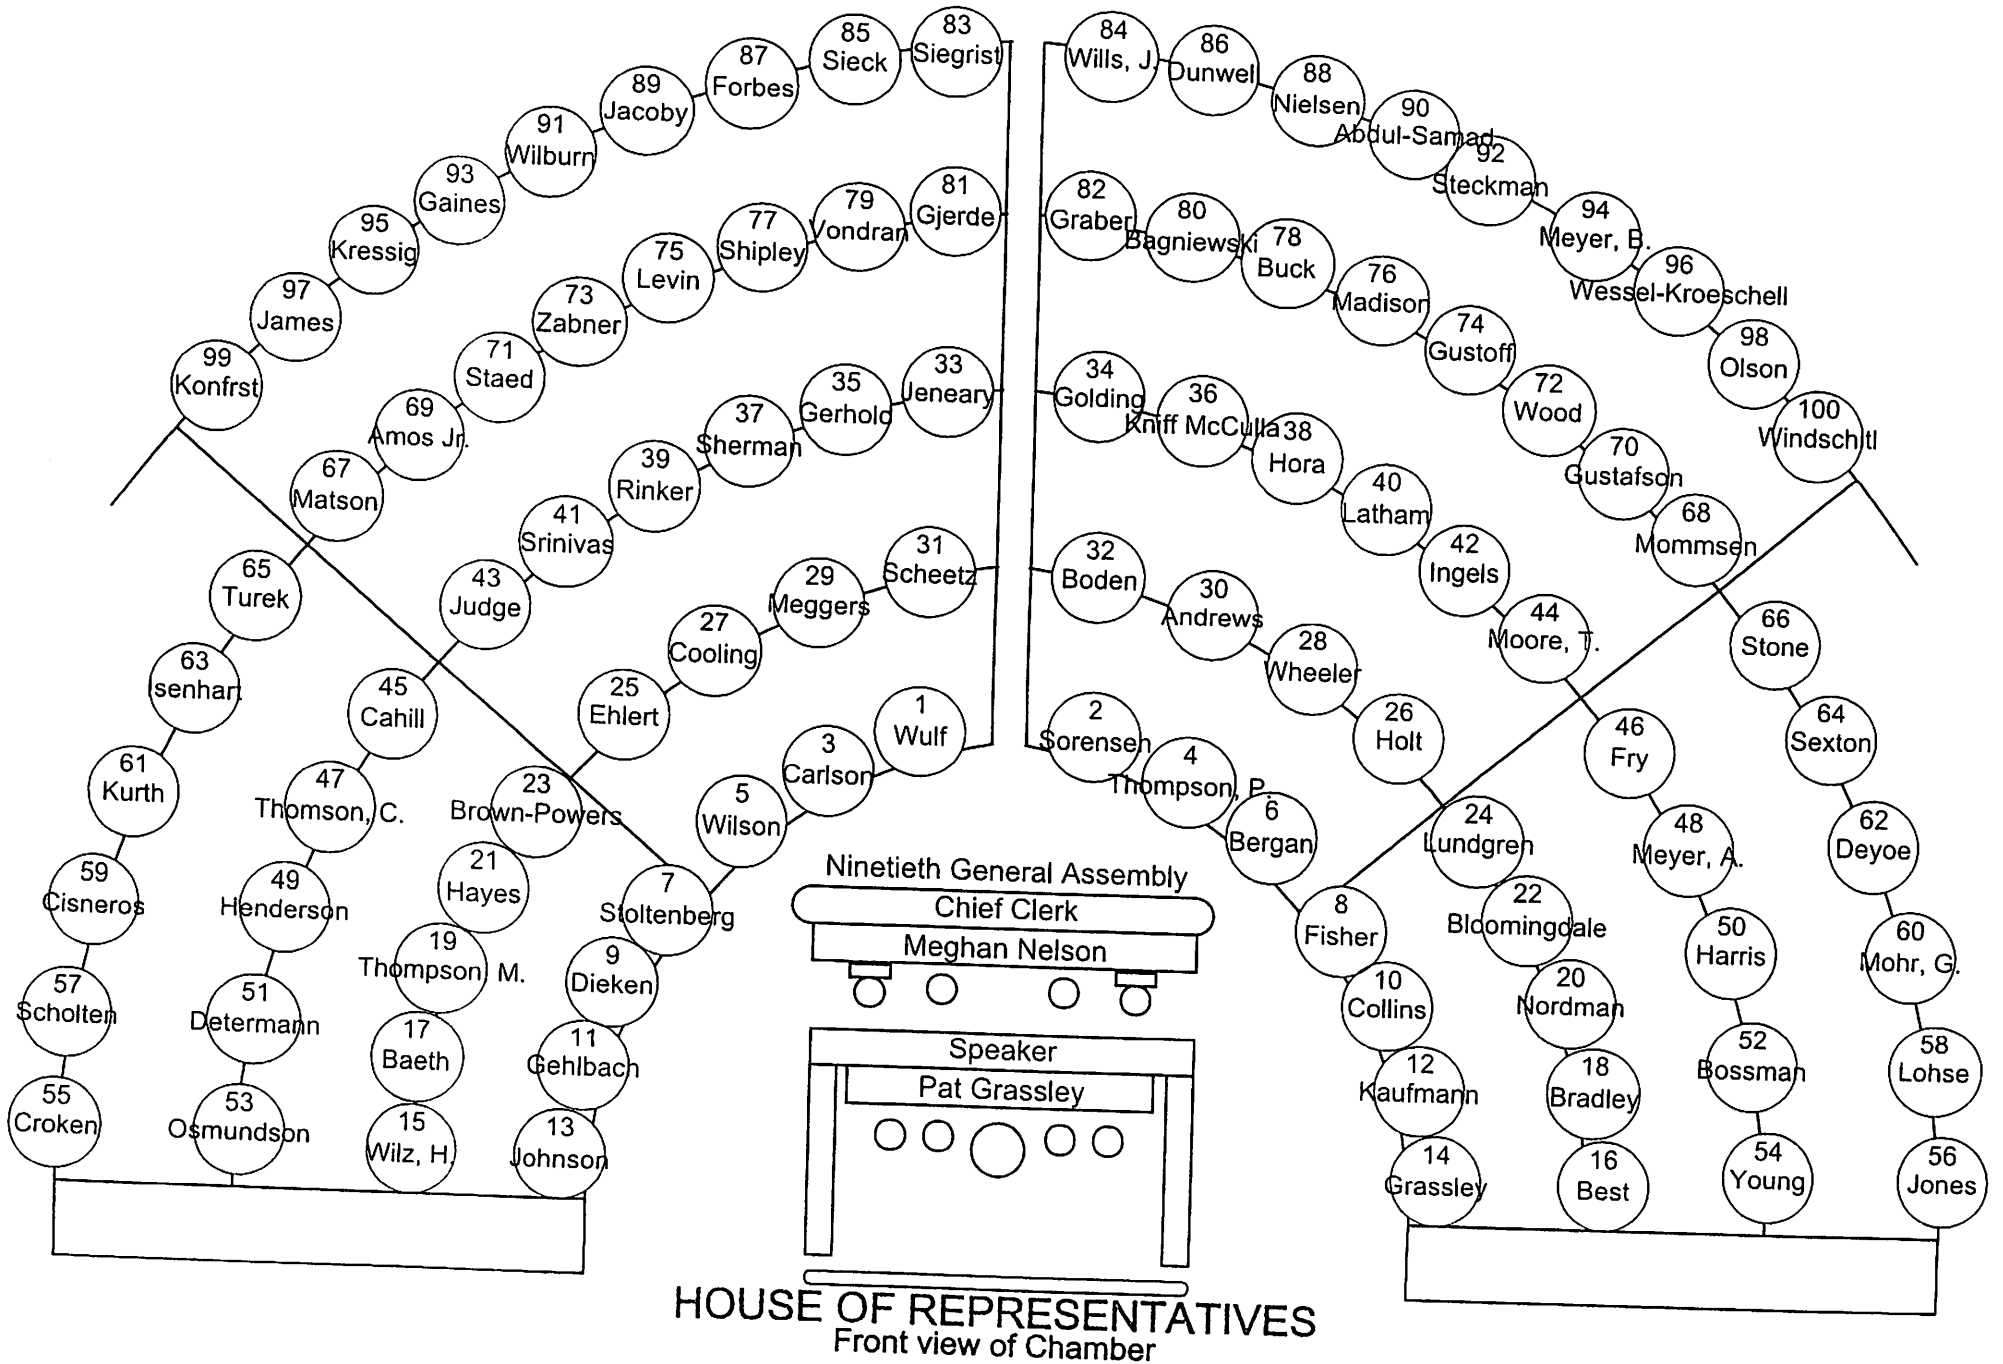 83
Siegrist
85
Sieck
87
Forbes
89
Jacoby
91
Wilburn
93
Gaines
95
Kressig
97
James
99
Konfrst
84
Wills, J.
86
Dunwell
88
Nielsen
90
Abdul-Samad
92
Steckman
94
Meyer, B.
96
Wessel-Kroeschell
98
Olson
100
Windschitl
81
Gjerde
79
Vondran
77
Shipley
75
Levin
73
Zabner
71
Staed
69
Amos Jr.
67
Matson
65
Turek
63
Isenhart
61
Kurth
59
Cisneros
57
Scholten
55
Croken
82
Graber
80
Bagniewski
78
Buck
76
Madison
74
Gustoff
72
Wood
70
Gustafson
68
Mommsen
66
Stone
64
Sexton
62
Deyoe
60
Mohr, G.
58
Lohse
56
Jones
33
Jeneary
35
Gerhold
37
Sherman
39
Rinker
41
Srinivas
43
Judge
45
Cahill
47
Thomson, C.
49
Henderson
51
Determann
53
Osmundson
34
Golding
36
Kniff McCulla
38
Hora
40
Latham
42
Ingels
44
Moore, T.
46
Fry
48
Meyer, A.
50
Harris
52
Bossman
54
Young
31
Scheetz
29
Meggers
27
Cooling
25
Ehlert
23
Brown-Powers
21
Hayes
19
Thompson M.
17
Baeth
15
Wilz, H.
32
Boden
30
Andrews
28
Wheeler
26
Holt
24
Lundgren
22
Bloomingdale
20
Nordman
18
Bradley
16
Best
1
Wulf
3
Carlson
5
Wilson
7
Stoltenberg
9
Dieken
11
Gehlbach
13
Johnson
2
Sorensen
4
Thompson, P.
6
Bergan
8
Fisher
10
Collins
12
Kaufmann
14
Grassley
Ninetieth General Assembly
Chief Clerk
Meghan Nelson
Speaker
Pat Grassley
HOUSE OF REPRESENTATIVES
Front view of Chamber